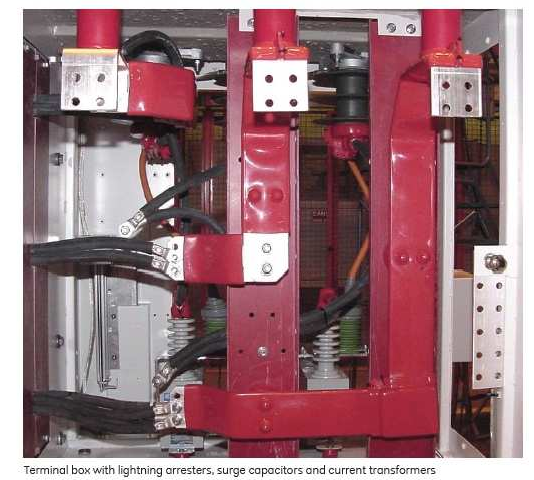 Terminal box with lightning arresters, surge capacitors and current transformers